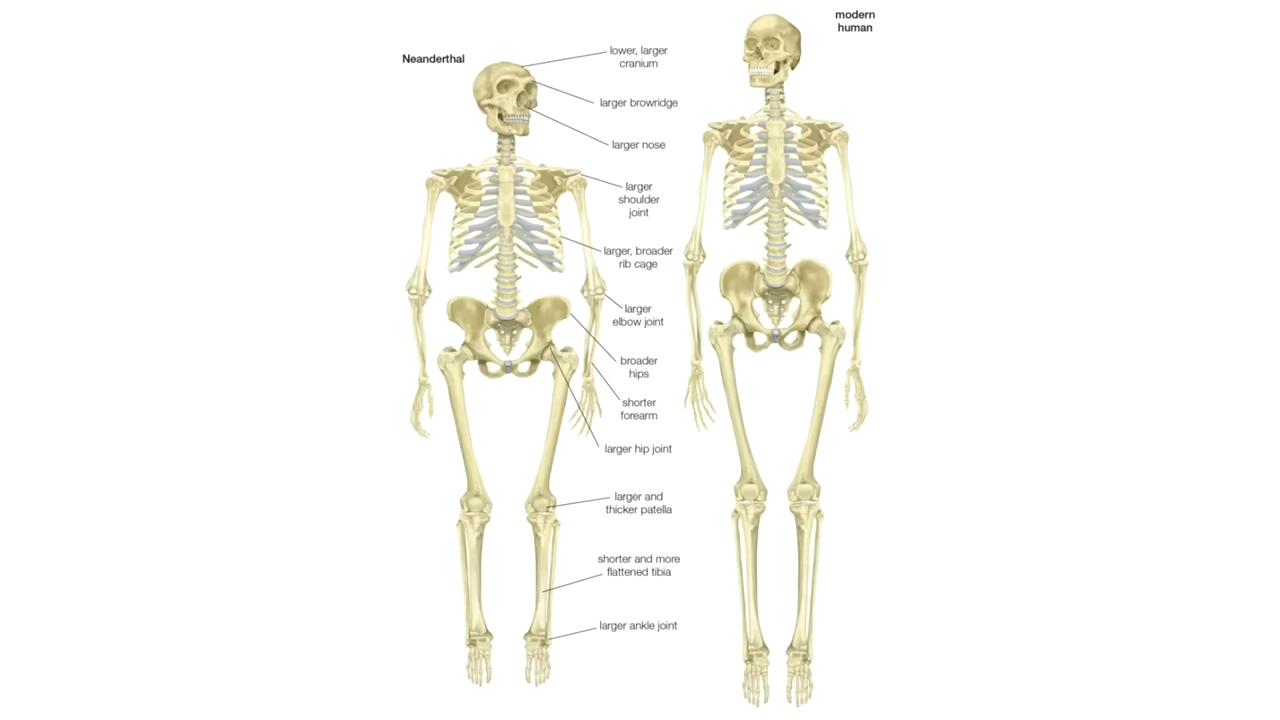 modern
human
Neanderthal
lower, larger
cranium
larger browridge
larger nose
larger
shoulder
joint
larger, broader
rib cage
larger
elbow joint
broader
hips
shorter
forearm
larger hip joint
larger and
thicker patella
shorter and more
flattened tibia
larger ankle joint